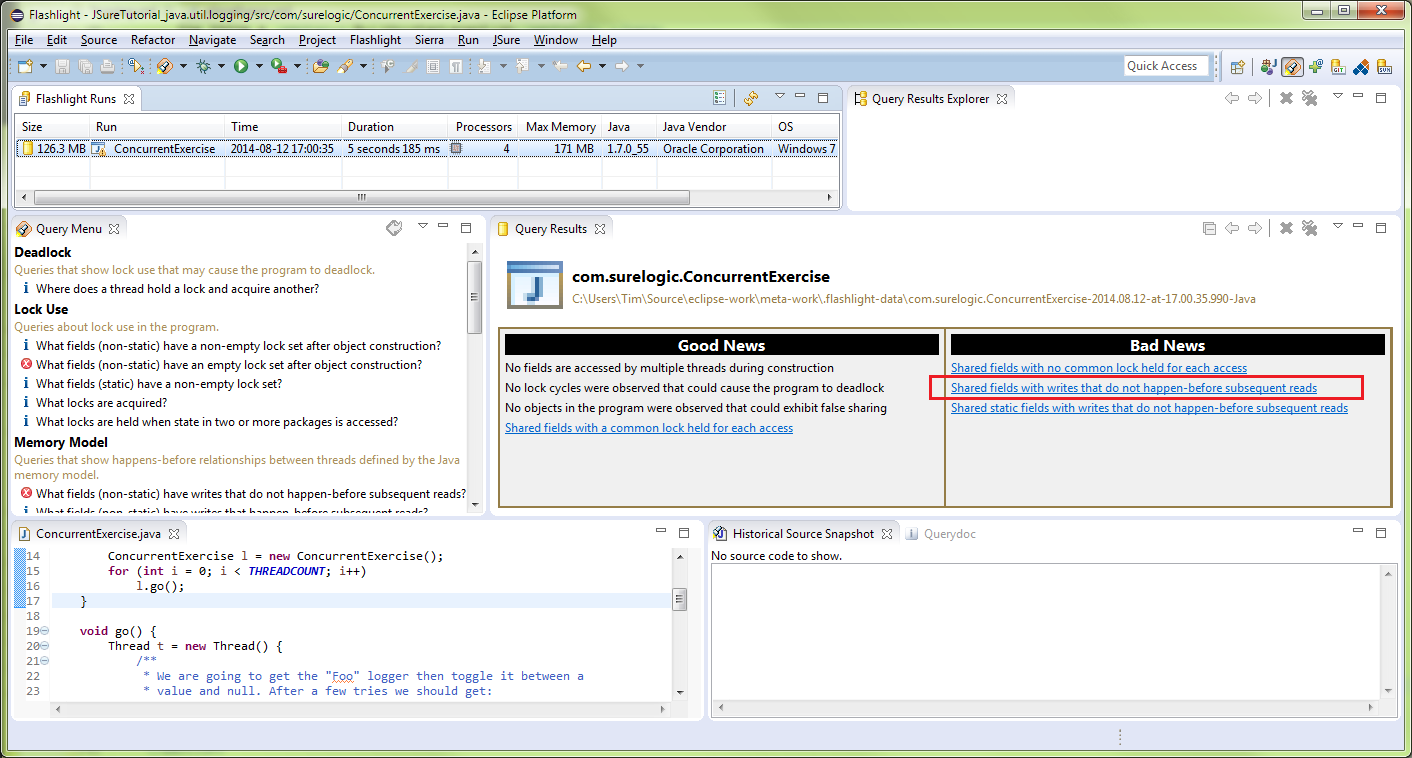 Flashlight - JSureTutorial_java.util.logging/src/com/surelogic/ConcurrentExercise.java - Eclipse Platform
File Edit Source Refactor Navigate Search Project Flashlight Sierra Run JSure Window Help
Quick Access
Flashlight Runs
Size Run Time Duration Processors Max Memory Java Java Vendor OS
126.3 MB ConcurrentExercise 2014-08-12 17:00:35 5 seconds 185 ms 4 171 MB 1.7.0_55 Oracle Corporation Windows 7
Query Results Explorer
Query Menu
Deadlock
Queries that show lock use that may cause the program to deadlock.
Where does a thread hold a lock and acquire another?
Lock Use
Queries about lock use in the program.
What fields (non-static) have a non-empty lock set after object construction?
What fields (non-static) have an empty lock set after object construction?
What fields (static) have a non-empty lock set?
What locks are acquired?
What locks are held when state in two or more packages is accessed?
Memory Model
Queries that show happens-before relationships between threads defined by the Java
memory model.
What fields (non-static) have writes that do not happen-before subsequent reads?
What fields (non-static) have writes that happen-before subsequent reads?
Query Results
com.surelogic.ConcurrentExercise
C:\Users\Tim\Source\eclipse-work\meta-work\.flashlight-data\com.surelogic.ConcurrentExercise-2014.08.12-at-17.00.35.990-Java
Good News
No fields are accessed by multiple threads during construction
No lock cycles were observed that could cause the program to deadlock
No objects in the program were observed that could exhibit false sharing
Shared fields with a common lock held for each access
Bad News
Shared fields with no common lock held for each access
Shared fields with writes that do not happen-before subsequent reads
Shared static fields with writes that do not happen-before subsequent reads
ConcurrentExercise.java
14 ConcurrentExercise l = new ConcurrentExercise();
15 for (int i = 0; i < THREADCOUNT; i++)
16 l.go();
17 }
18
19 void go() {
20 Thread t = new Thread() {
21 /**
22 * We are going to get the "Foo" logger then toggle it between a
23 * value and null. After a few tries we should get:
Historical Source Snapshot
Querydoc
No source code to show.